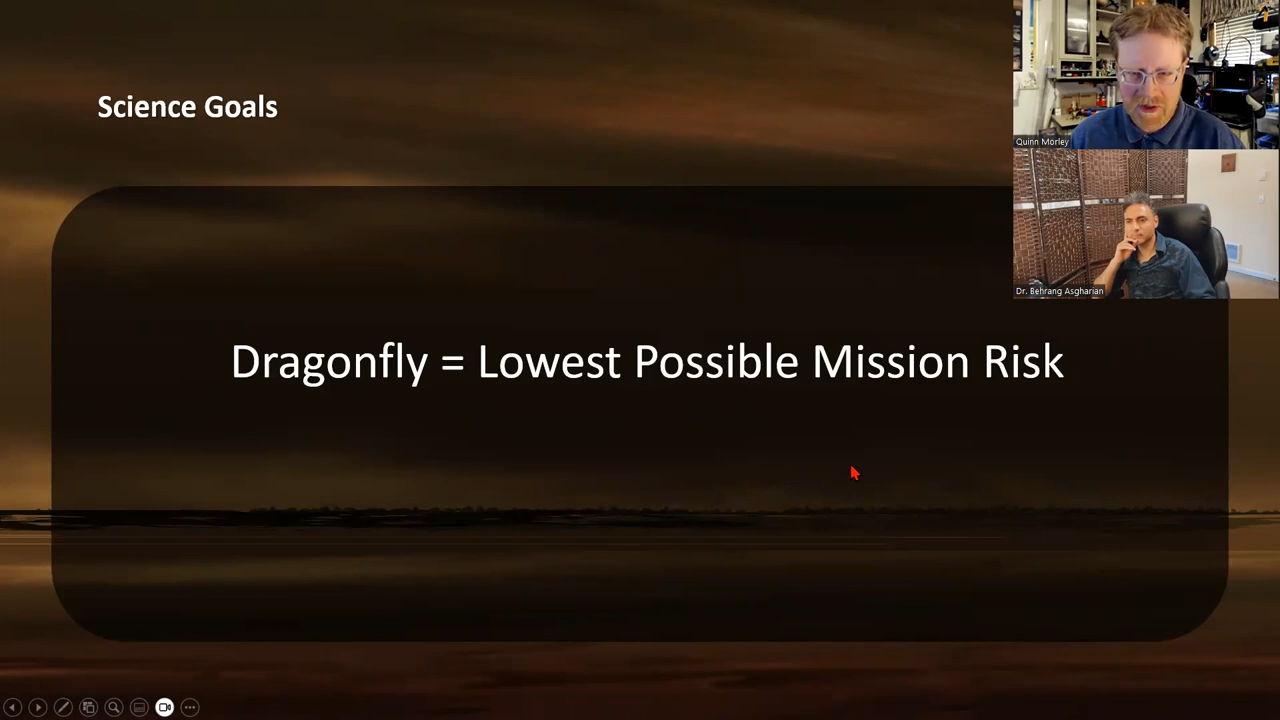 Science Goals
Quinn Morley
Dr. Behrang Asgharian
Dragonfly = Lowest Possible Mission Risk